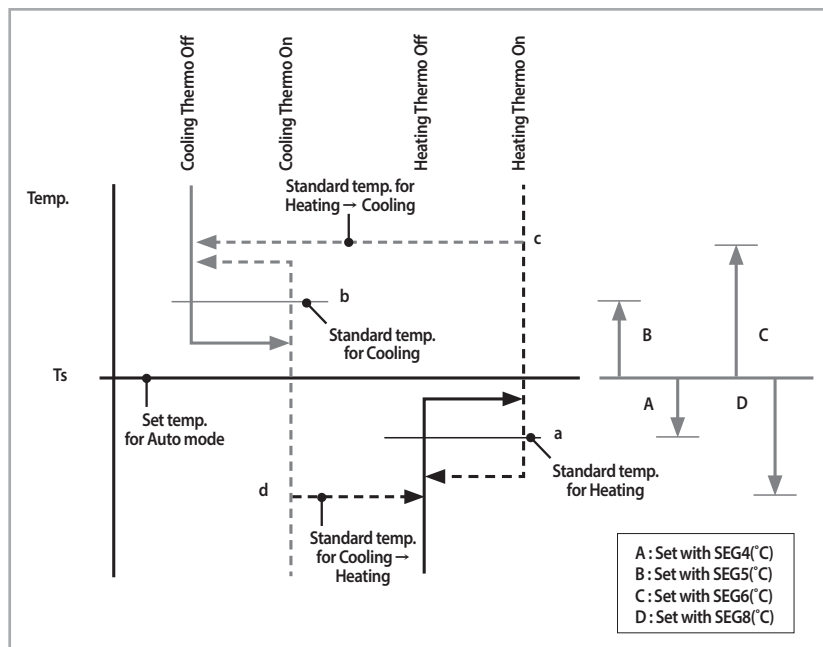 Cooling Thermo Off
Cooling Thermo On
Heating Thermo Off
Heating Thermo On
Temp.
Standard temp. for
Heating → Cooling
c
b
Standard temp.
for Cooling
B
C
Ts
A
D
Set temp.
for Auto mode
a
Standard temp.
for Heating
d
Standard temp.
for Cooling →
Heating
A : Set with SEG4(˚C)
B : Set with SEG5(˚C)
C : Set with SEG6(˚C)
D : Set with SEG8(˚C)